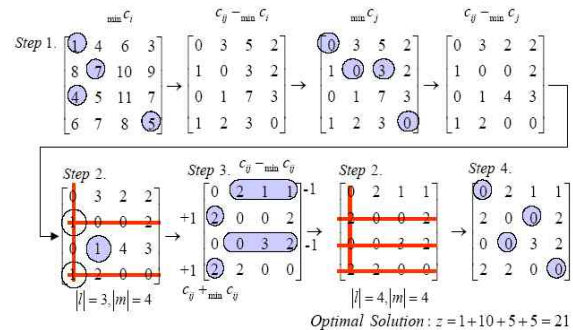 min c_i   c_ij − min c_i   min c_j   c_ij − min c_j
Step 1.
1 4 6 3   0 3 5 2   0 3 5 2   0 3 2 2
8 7 10 9 → 1 0 3 2 → 1 0 3 2 → 1 0 0 2
4 5 11 7   0 1 7 3   0 1 7 3   0 1 4 3
6 7 8 5   1 2 3 0   1 2 3 0   1 2 0 0
Step 2.   Step 3.   c_ij − min c_ij   Step 2.   Step 4.
0 3 2 2   0 2 1 1 -1   0 2 1 1   0 2 1 1
1 0 0 2 → +1 2 0 0 2 → 2 0 0 2 → 2 0 0 2
0 1 4 3   0 0 3 2 -1   0 0 3 2   0 0 3 2
2 0 0   +1 2 2 0 0   2 2 0 0   2 2 0 0
|l| = 3, |m| = 4   c_ij + min c_ij   |l| = 4, |m| = 4
Optimal Solution : z = 1+10+5+5 = 21